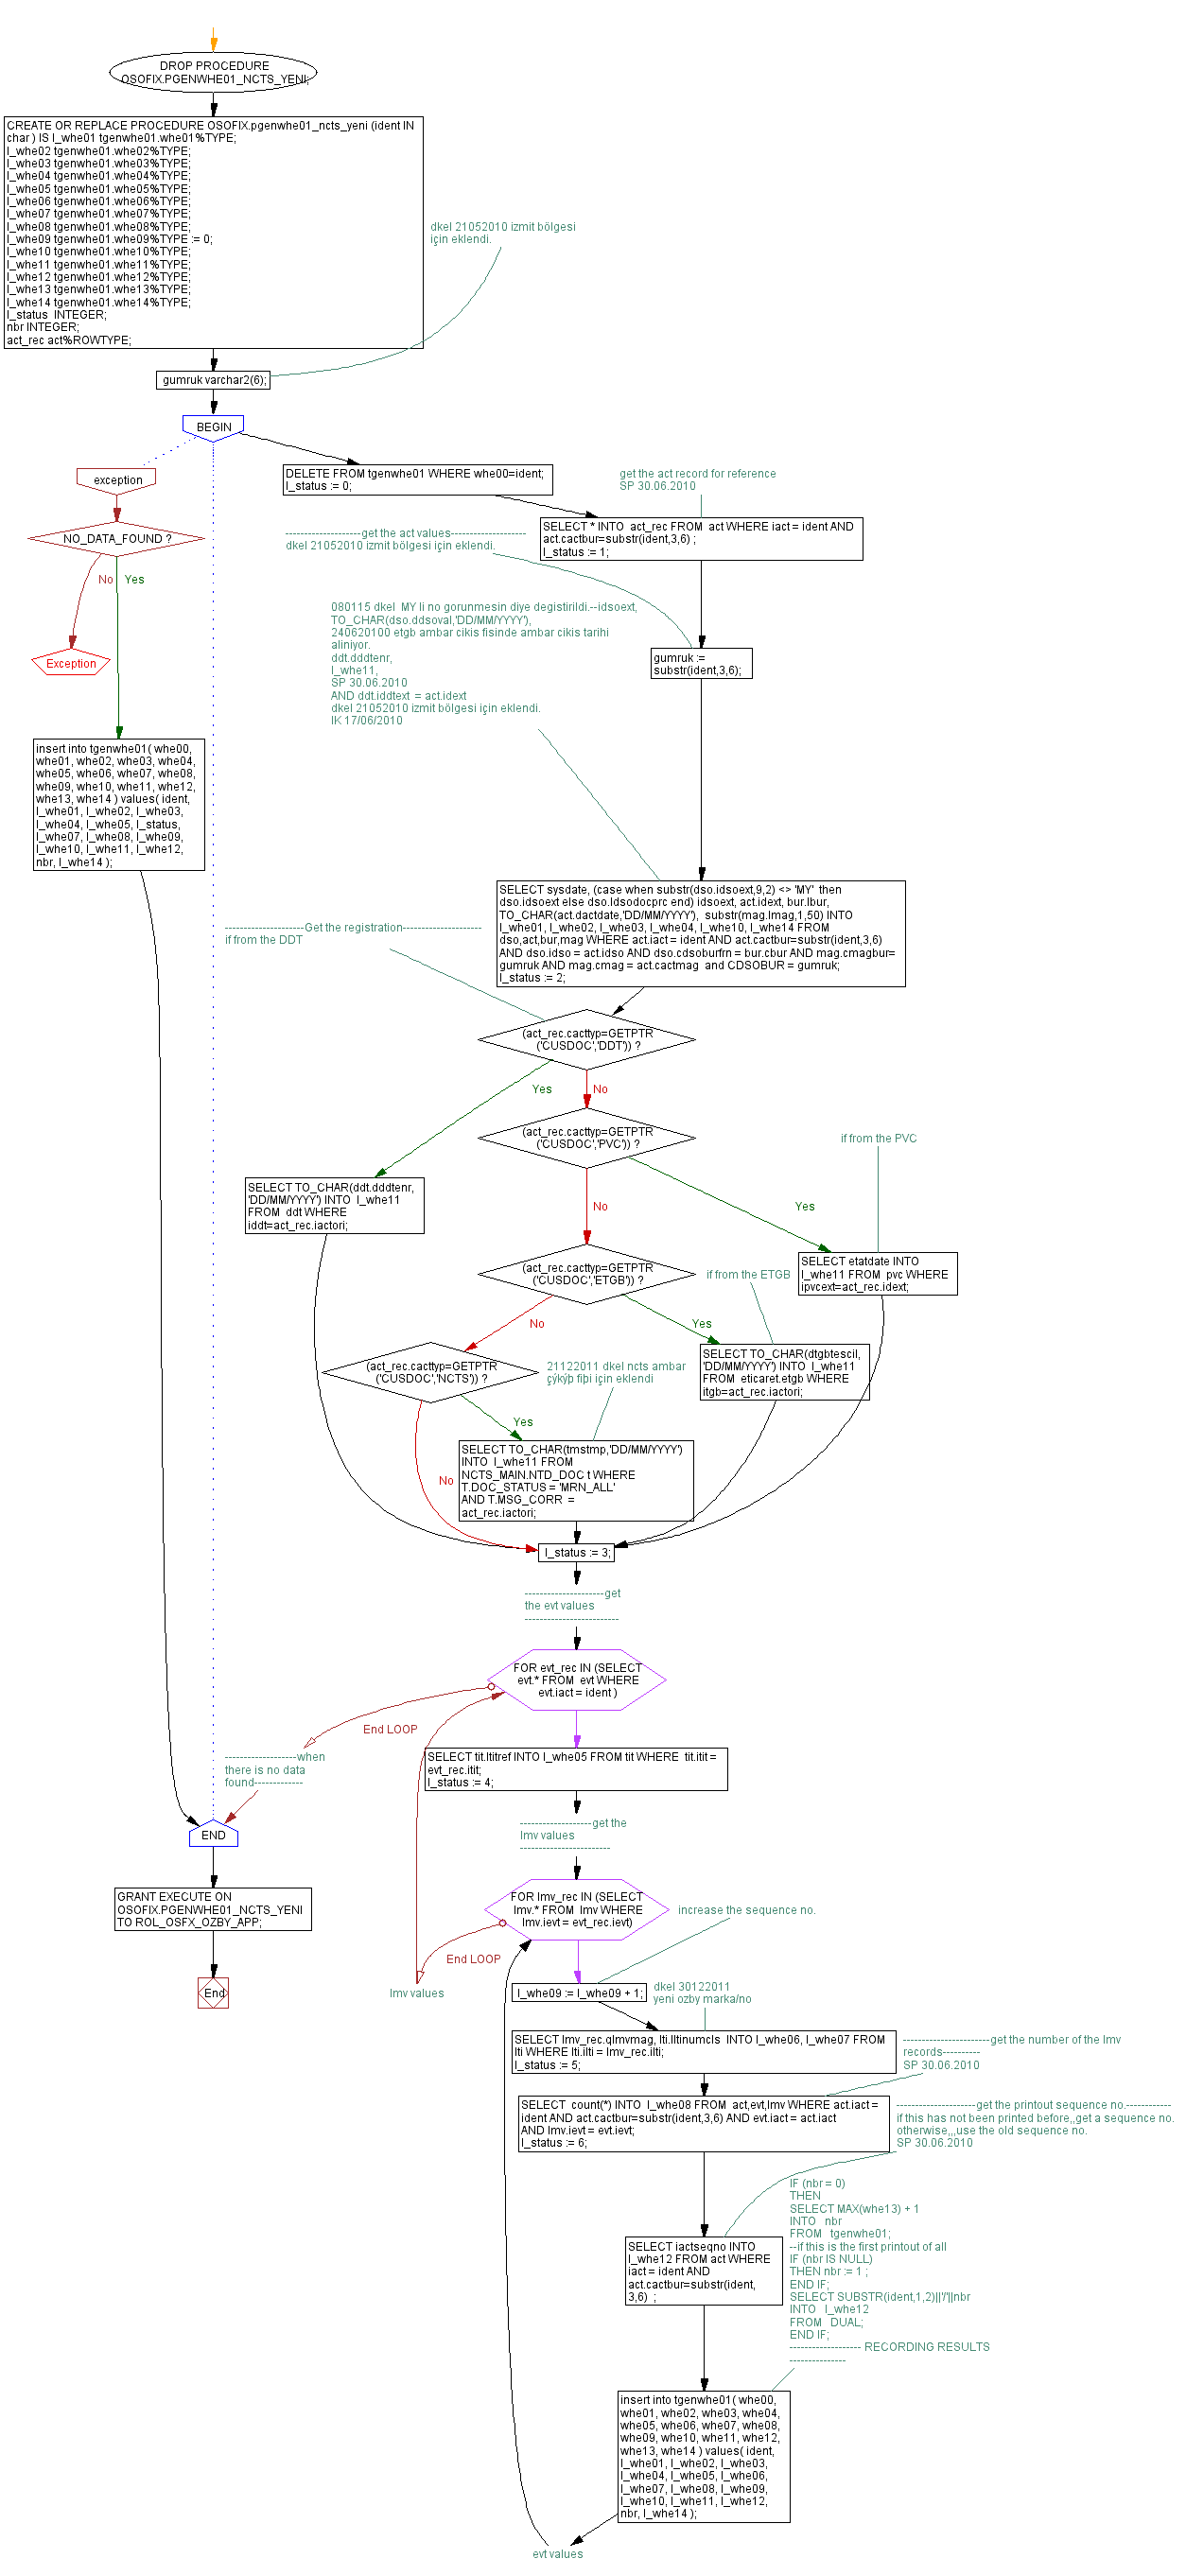 DROP PROCEDURE
OSOFIX.PGENWHE01_NCTS_YENI;
CREATE OR REPLACE PROCEDURE OSOFIX.pgenwhe01_ncts_yeni (ident IN
char ) IS l_whe01 tgenwhe01.whe01%TYPE;
l_whe02 tgenwhe01.whe02%TYPE;
l_whe03 tgenwhe01.whe03%TYPE;
l_whe04 tgenwhe01.whe04%TYPE;
l_whe05 tgenwhe01.whe05%TYPE;
l_whe06 tgenwhe01.whe06%TYPE;
l_whe07 tgenwhe01.whe07%TYPE;
l_whe08 tgenwhe01.whe08%TYPE;
l_whe09 tgenwhe01.whe09%TYPE := 0;
l_whe10 tgenwhe01.whe10%TYPE;
l_whe11 tgenwhe01.whe11%TYPE;
l_whe12 tgenwhe01.whe12%TYPE;
l_whe13 tgenwhe01.whe13%TYPE;
l_whe14 tgenwhe01.whe14%TYPE;
l_status INTEGER;
nbr INTEGER;
act_rec act%ROWTYPE;
dkel 21052010 izmit bölgesi
için eklendi.
gumruk varchar2(6);
BEGIN
exception
NO_DATA_FOUND ?
No
Yes
Exception
insert into tgenwhe01( whe00,
whe01, whe02, whe03, whe04,
whe05, whe06, whe07, whe08,
whe09, whe10, whe11, whe12,
whe13, whe14 ) values( ident,
l_whe01, l_whe02, l_whe03,
l_whe04, l_whe05, l_status,
l_whe07, l_whe08, l_whe09,
l_whe10, l_whe11, l_whe12,
nbr, l_whe14 );
DELETE FROM tgenwhe01 WHERE whe00=ident;
l_status := 0;
get the act record for reference
SP 30.06.2010
SELECT * INTO act_rec FROM act WHERE iact = ident AND
act.cactbur=substr(ident,3,6) ;
l_status := 1;
--------------------get the act values--------------------
dkel 21052010 izmit bölgesi için eklendi.
gumruk :=
substr(ident,3,6);
080115 dkel MY li no gorunmesin diye degistirildi.--idsoext,
TO_CHAR(dso.ddsoval,'DD/MM/YYYY'),
240620100 etgb ambar cikis fisinde ambar cikis tarihi
aliniyor.
ddt.dddtenr,
l_whe11,
SP 30.06.2010
AND ddt.iddtext = act.idext
dkel 21052010 izmit bölgesi için eklendi.
IK 17/06/2010
SELECT sysdate, (case when substr(dso.idsoext,9,2) <> 'MY' then
dso.idsoext else dso.ldsodocprc end) idsoext, act.idext, bur.lbur,
TO_CHAR(act.dactdate,'DD/MM/YYYY'), substr(mag.lmag,1,50) INTO
l_whe01, l_whe02, l_whe03, l_whe04, l_whe10, l_whe14 FROM
dso,act,bur,mag WHERE act.iact = ident AND act.cactbur=substr(ident,3,6)
AND dso.idso = act.idso AND dso.cdsoburfrn = bur.cbur AND mag.cmagbur=
gumruk AND mag.cmag = act.cactmag and CDSOBUR = gumruk;
l_status := 2;
---------------------Get the registration---------------------
if from the DDT
(act_rec.cacttyp=GETPTR
('CUSDOC','DDT')) ?
Yes
No
(act_rec.cacttyp=GETPTR
('CUSDOC','PVC')) ?
if from the PVC
SELECT TO_CHAR(ddt.dddtenr,
'DD/MM/YYYY') INTO l_whe11
FROM ddt WHERE
iddt=act_rec.iactori;
No
Yes
SELECT etatdate INTO
l_whe11 FROM pvc WHERE
ipvcext=act_rec.idext;
(act_rec.cacttyp=GETPTR
('CUSDOC','ETGB')) ?
if from the ETGB
No
Yes
SELECT TO_CHAR(dtgbtescil,
'DD/MM/YYYY') INTO l_whe11
FROM eticaret.etgb WHERE
itgb=act_rec.iactori;
(act_rec.cacttyp=GETPTR
('CUSDOC','NCTS')) ?
21122011 dkel ncts ambar
çýkýþ fiþi için eklendi
Yes
No
SELECT TO_CHAR(tmstmp,'DD/MM/YYYY')
INTO l_whe11 FROM
NCTS_MAIN.NTD_DOC t WHERE
T.DOC_STATUS = 'MRN_ALL'
AND T.MSG_CORR =
act_rec.iactori;
l_status := 3;
---------------------get
the evt values
-------------------------
FOR evt_rec IN (SELECT
evt.* FROM evt WHERE
evt.iact = ident )
End LOOP
-------------------when
there is no data
found-------------
SELECT tit.ltitref INTO l_whe05 FROM tit WHERE tit.itit =
evt_rec.itit;
l_status := 4;
END
-------------------get the
lmv values
------------------------
GRANT EXECUTE ON
OSOFIX.PGENWHE01_NCTS_YENI
TO ROL_OSFX_OZBY_APP;
End
FOR lmv_rec IN (SELECT
lmv.* FROM lmv WHERE
lmv.ievt = evt_rec.ievt)
End LOOP
lmv values
increase the sequence no.
l_whe09 := l_whe09 + 1;
dkel 30122011
yeni ozby marka/no
SELECT lmv_rec.qlmvmag, lti.lltinumcls INTO l_whe06, l_whe07 FROM
lti WHERE lti.ilti = lmv_rec.ilti;
l_status := 5;
-----------------------get the number of the lmv
records----------
SP 30.06.2010
SELECT count(*) INTO l_whe08 FROM act,evt,lmv WHERE act.iact =
ident AND act.cactbur=substr(ident,3,6) AND evt.iact = act.iact
AND lmv.ievt = evt.ievt;
l_status := 6;
---------------------get the printout sequence no.------------
if this has not been printed before,,get a sequence no.
otherwise,,,use the old sequence no.
SP 30.06.2010
SELECT iactseqno INTO
l_whe12 FROM act WHERE
iact = ident AND
act.cactbur=substr(ident,
3,6) ;
IF (nbr = 0)
THEN
SELECT MAX(whe13) + 1
INTO nbr
FROM tgenwhe01;
--if this is the first printout of all
IF (nbr IS NULL)
THEN nbr := 1 ;
END IF;
SELECT SUBSTR(ident,1,2)||'/'||nbr
INTO l_whe12
FROM DUAL;
END IF;
------------------- RECORDING RESULTS
---------------
insert into tgenwhe01( whe00,
whe01, whe02, whe03, whe04,
whe05, whe06, whe07, whe08,
whe09, whe10, whe11, whe12,
whe13, whe14 ) values( ident,
l_whe01, l_whe02, l_whe03,
l_whe04, l_whe05, l_whe06,
l_whe07, l_whe08, l_whe09,
l_whe10, l_whe11, l_whe12,
nbr, l_whe14 );
evt values